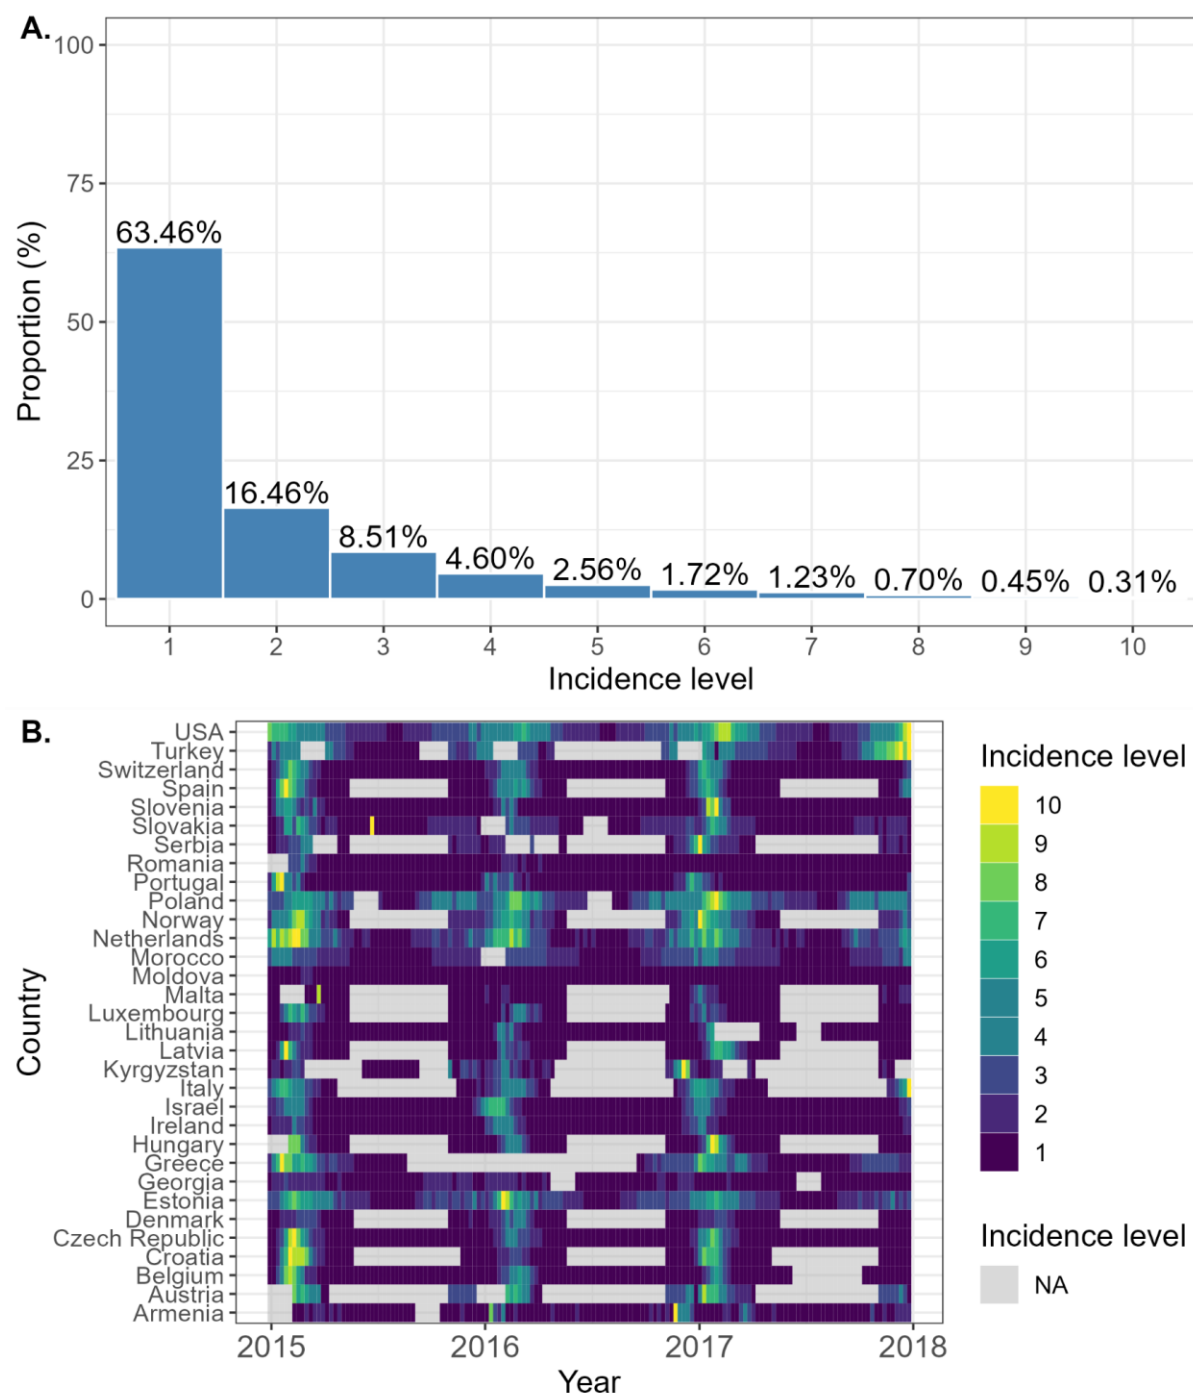 A.
100
75
50
25
0
Proportion (%)
63.46%
16.46%
8.51%
4.60%
2.56%
1.72%
1.23%
0.70%
0.45%
0.31%
1 2 3 4 5 6 7 8 9 10
Incidence level
B.
Country
USA
Turkey
Switzerland
Spain
Slovenia
Slovakia
Serbia
Romania
Portugal
Poland
Norway
Netherlands
Morocco
Moldova
Malta
Luxembourg
Lithuania
Latvia
Kyrgyzstan
Italy
Israel
Ireland
Hungary
Greece
Georgia
Estonia
Denmark
Czech Republic
Croatia
Belgium
Austria
Armenia
2015 2016 2017 2018
Year
Incidence level
10
9
8
7
6
5
4
3
2
1
Incidence level
NA